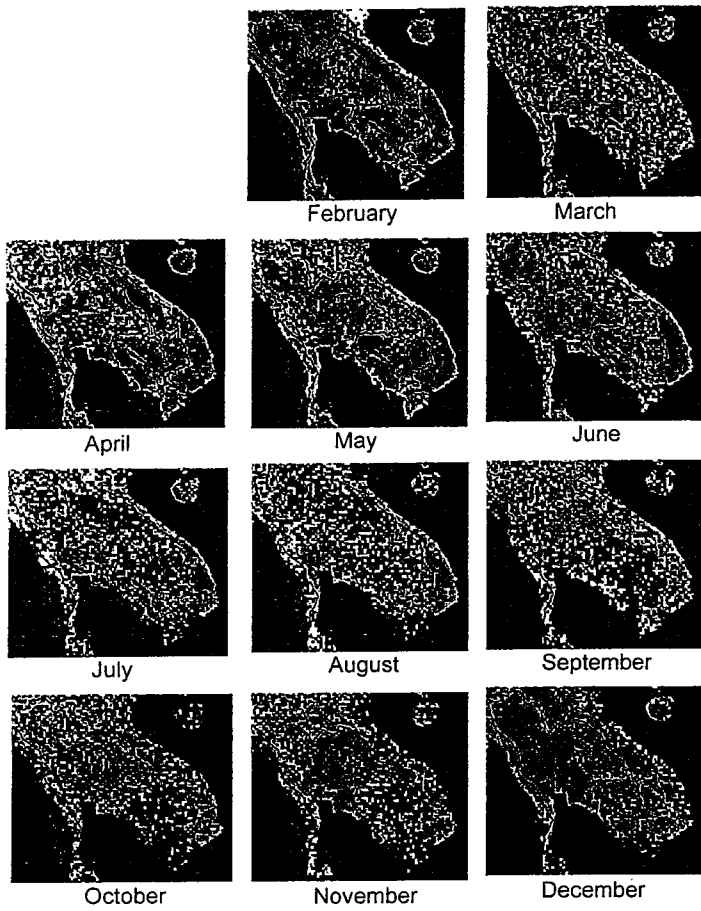 February
March
April
May
June
July
August
September
October
November
December